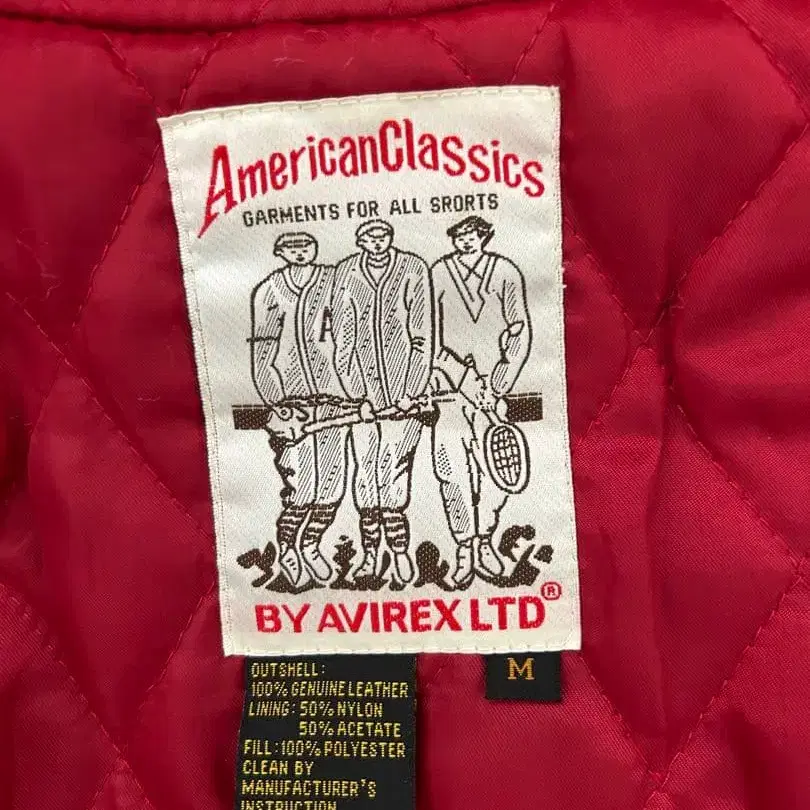 AmericanClassics
GARMENTS FOR ALL SRORTS
A
BY AVIREX LTD®
M
OUTSHELL:
100% GENUINE LEATHER
LINING: 50% NYLON
50% ACETATE
FILL: 100% POLYESTER
CLEAN BY
MANUFACTURER'S
INSTRUCTION